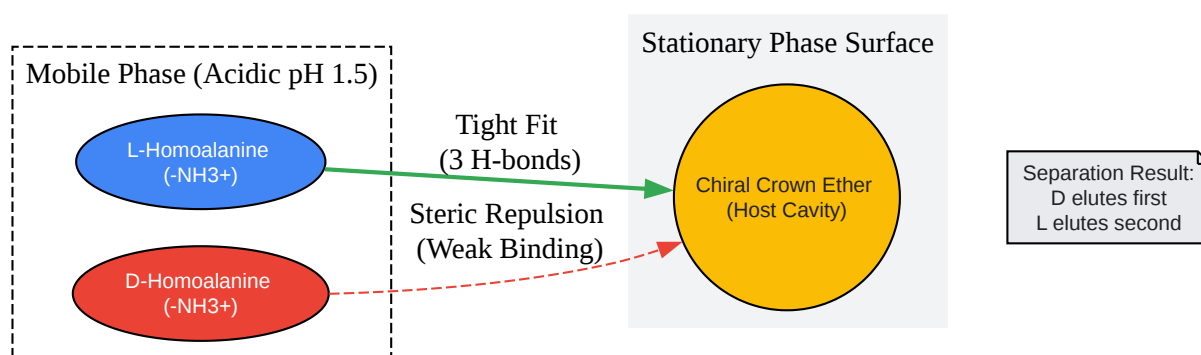 Mobile Phase (Acidic pH 1.5)
L-Homoalanine
(-NH3+)
D-Homoalanine
(-NH3+)
Tight Fit
(3 H-bonds)
Steric Repulsion
(Weak Binding)
Stationary Phase Surface
Chiral Crown Ether
(Host Cavity)
Separation Result:
D elutes first
L elutes second